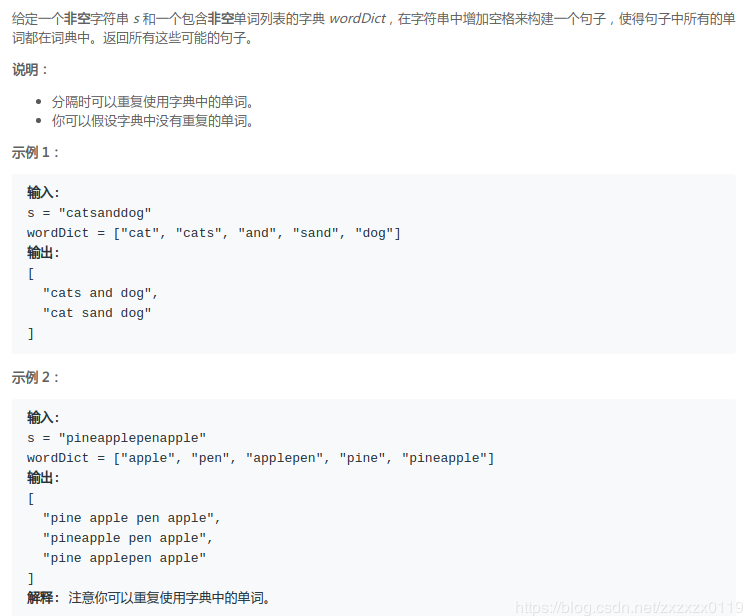 给定一个非空字符串 s 和一个包含非空单词列表的字典 wordDict，在字符串中增加空格来构建一个句子，使得句子中所有的单
词都在词典中。返回所有这些可能的句子。
说明：
• 分隔时可以重复使用字典中的单词。
• 你可以假设字典中没有重复的单词。
示例 1：
输入:
s = "catsanddog"
wordDict = ["cat", "cats", "and", "sand", "dog"]
输出:
[
  "cats and dog",
  "cat sand dog"
]
示例 2：
输入:
s = "pineapplepenapple"
wordDict = ["apple", "pen", "applepen", "pine", "pineapple"]
输出:
[
  "pine apple pen apple",
  "pineapple pen apple",
  "pine applepen apple"
]
解释: 注意你可以重复使用字典中的单词。
https://blog.csdn.net/zxzxzx0119